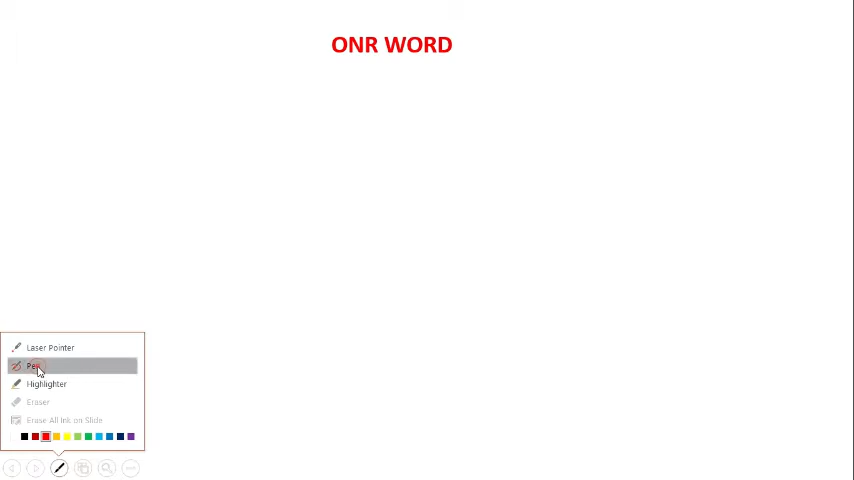 ONR WORD
Laser Pointer
Pen
Highlighter
Eraser
Erase All Ink on Slide